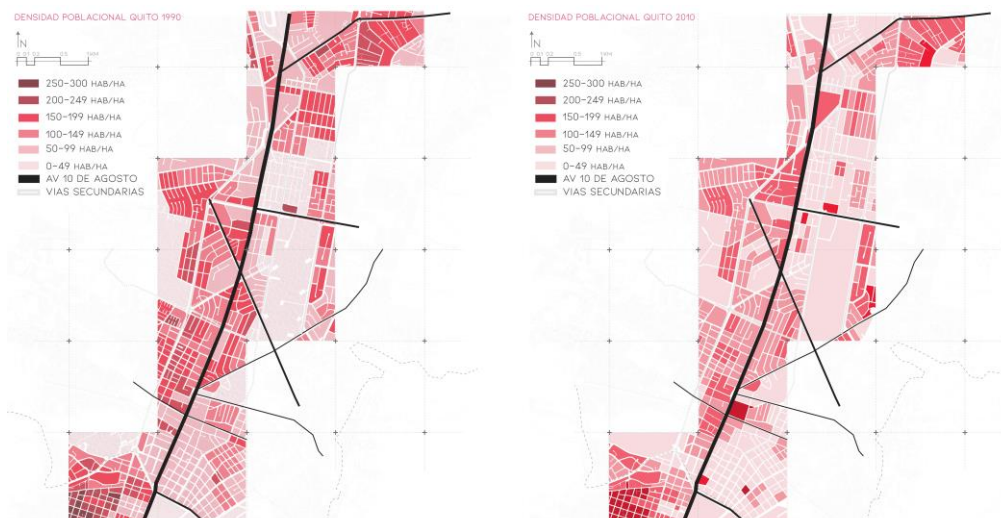 DENSIDAD POBLACIONAL QUITO 1990
N
250-300 HAB/HA
200-249 HAB/HA
150-199 HAB/HA
100-149 HAB/HA
50-99 HAB/HA
0-49 HAB/HA
AV 10 DE AGOSTO
VIAS SECUNDARIAS
DENSIDAD POBLACIONAL QUITO 2010
N
250-300 HAB/HA
200-249 HAB/HA
150-199 HAB/HA
100-149 HAB/HA
50-99 HAB/HA
0-49 HAB/HA
AV 10 DE AGOSTO
VIAS SECUNDARIAS